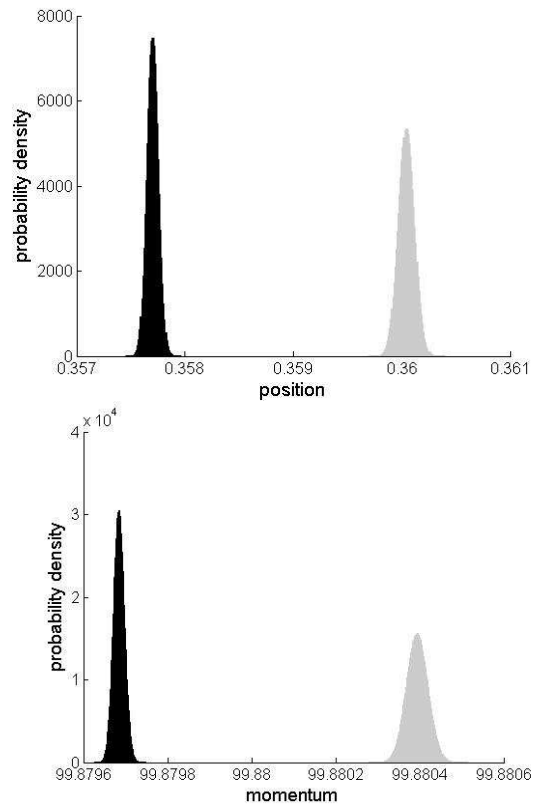 8000
6000
4000
2000
0
probability density
0.357 0.358 0.359 0.36 0.361
position
x 10^4
4
3
2
1
0
probability density
99.8796 99.8798 99.88 99.8802 99.8804 99.8806
momentum